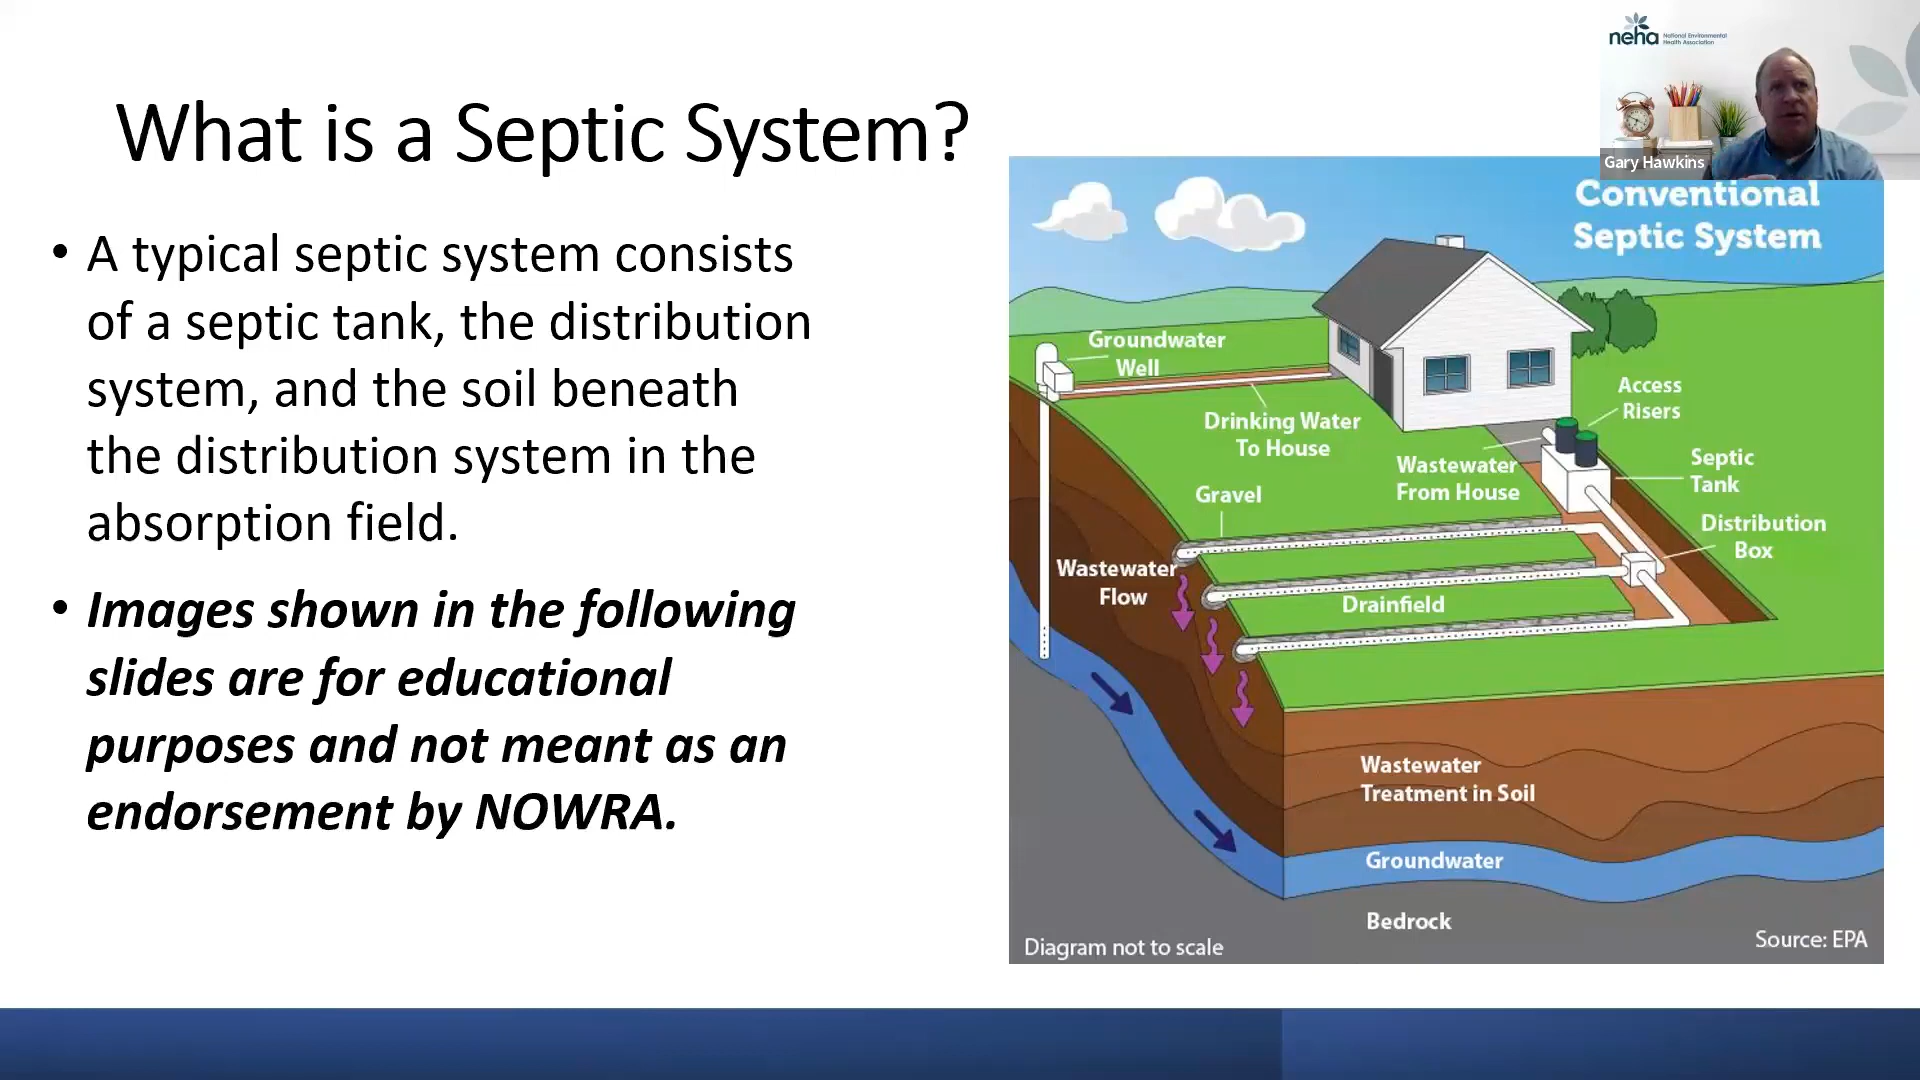 What is a Septic System?
• A typical septic system consists
of a septic tank, the distribution
system, and the soil beneath
the distribution system in the
absorption field.
• Images shown in the following
slides are for educational
purposes and not meant as an
endorsement by NOWRA.
neha National Environmental
Health Association
Gary Hawkins
Conventional
Septic System
Groundwater
Well
Drinking Water
To House
Access
Risers
Wastewater
From House
Septic
Tank
Gravel
Distribution
Box
Wastewater
Flow
Drainfield
Wastewater
Treatment in Soil
Groundwater
Bedrock
Diagram not to scale
Source: EPA